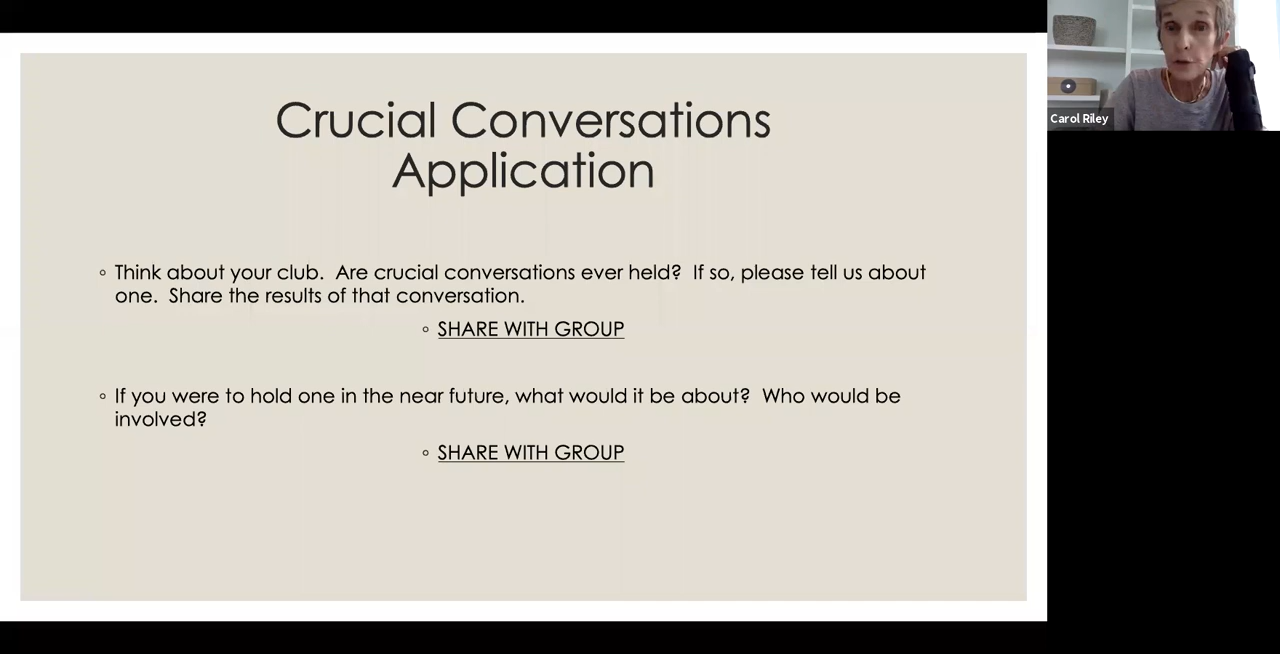 Crucial Conversations
Application
Think about your club.  Are crucial conversations ever held?  If so, please tell us about
one.  Share the results of that conversation.
SHARE WITH GROUP
If you were to hold one in the near future, what would it be about?  Who would be
involved?
SHARE WITH GROUP
Carol Riley